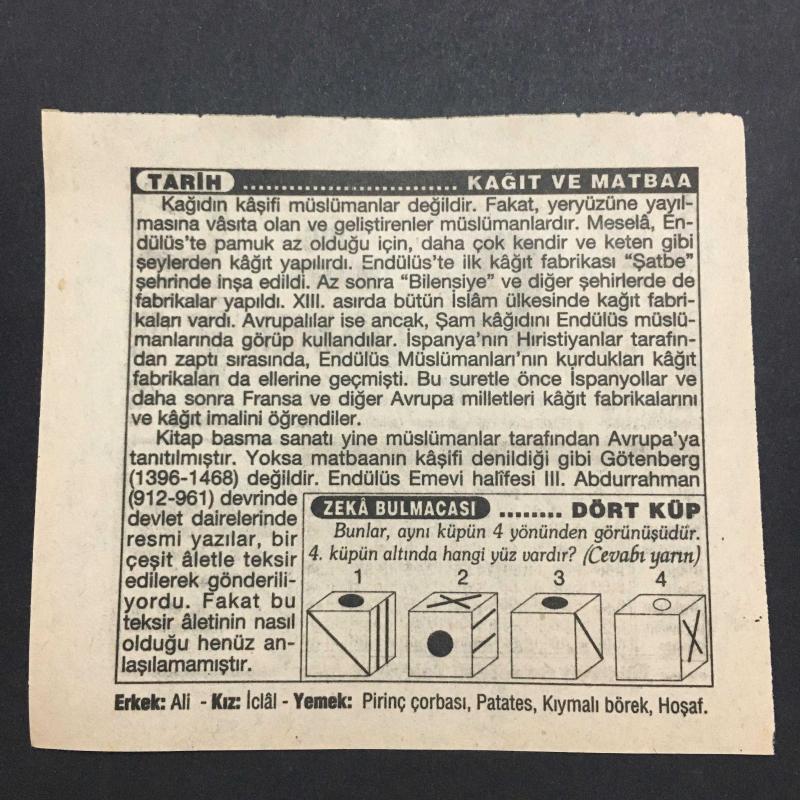 TARİH ................................ KAĞIT VE MATBAA
Kağıdın kâşifi müslümanlar değildir. Fakat, yeryüzüne yayıl-
masına vâsıta olan ve geliştirenler müslümanlardır. Meselâ, En-
dülüs'te pamuk az olduğu için, daha çok kendir ve keten gibi
şeylerden kâğıt yapılırdı. Endülüs'te ilk kâğıt fabrikası “Şatbe”
şehrinde inşa edildi. Az sonra “Bilensiye” ve diğer şehirlerde de
fabrikalar yapıldı. XIII. asırda bütün İslâm ülkesinde kağıt fabri-
kaları vardı. Avrupalılar ise ancak, Şam kâğıdını Endülüs müslü-
manlarında görüp kullandılar. İspanya'nın Hıristiyanlar tarafın-
dan zaptı sırasında, Endülüs Müslümanları'nın kurdukları kâğıt
fabrikaları da ellerine geçmişti. Bu suretle önce İspanyollar ve
daha sonra Fransa ve diğer Avrupa milletleri kâğıt fabrikalarını
ve kâğıt imalini öğrendiler.
Kitap basma sanatı yine müslümanlar tarafından Avrupa'ya
tanıtılmıştır. Yoksa matbaanın kâşifi denildiği gibi Götenberg
(1396-1468) değildir. Endülüs Emevi halîfesi III. Abdurrahman
(912-961) devrinde
devlet dairelerinde
resmi yazılar, bir
çeşit âletle teksir
edilerek gönderili-
yordu. Fakat bu
teksir âletinin nasıl
olduğu henüz an-
laşılamamıştır.
ZEKÂ BULMACASI ........ DÖRT KÜP
Bunlar, aynı küpün 4 yönünden görünüşüdür.
4. küpün altında hangi yüz vardır? (Cevabı yarın)
1 2 3 4
Erkek: Ali - Kız: İclâl - Yemek: Pirinç çorbası, Patates, Kıymalı börek, Hoşaf.